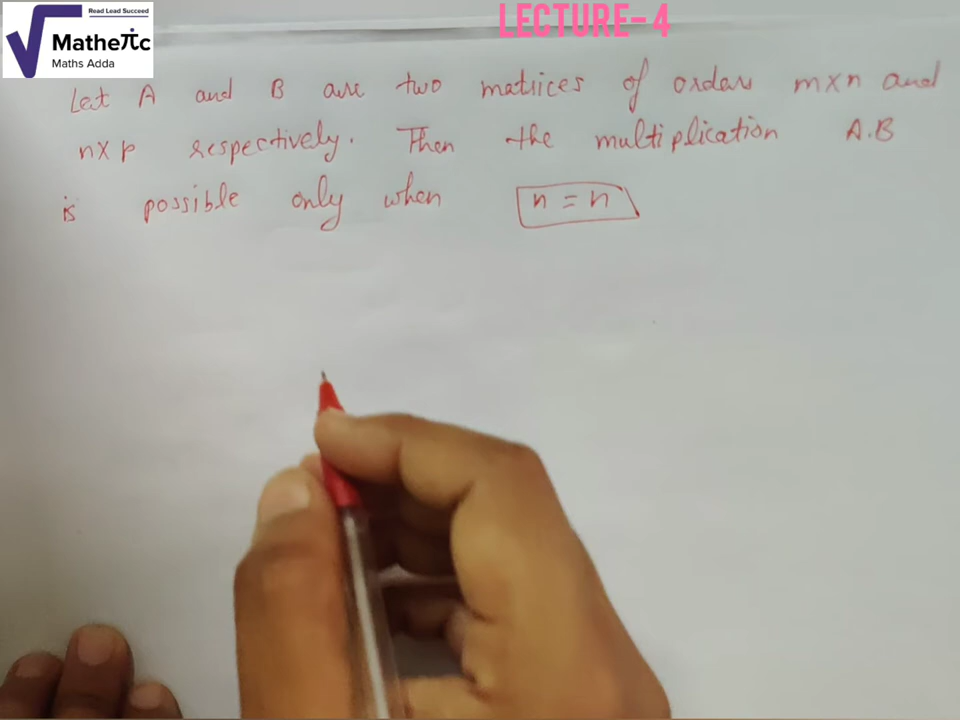 LECTURE-4
Read Lead Succeed
Matheπc
Maths Adda
Let A and B are two matrices of orders m×n and
n×p respectively. Then the multiplication A.B
is possible only when n = n